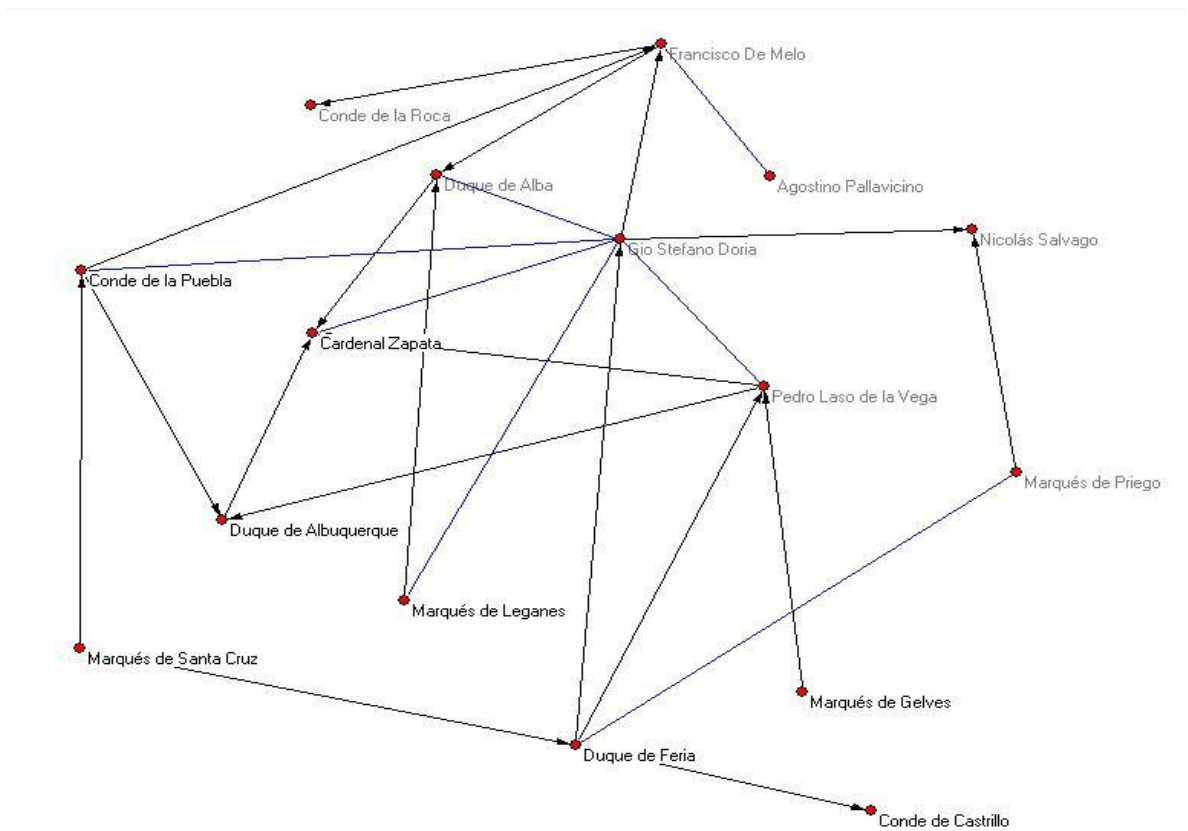 Francisco De Melo
Conde de la Roca
Duque de Alba
Agostino Pallavicino
Gio Stefano Doria
Nicolás Salvago
Conde de la Puebla
Cardenal Zapata
Pedro Laso de la Vega
Marqués de Priego
Duque de Albuquerque
Marqués de Leganes
Marqués de Santa Cruz
Marqués de Gelves
Duque de Feria
Conde de Castrillo